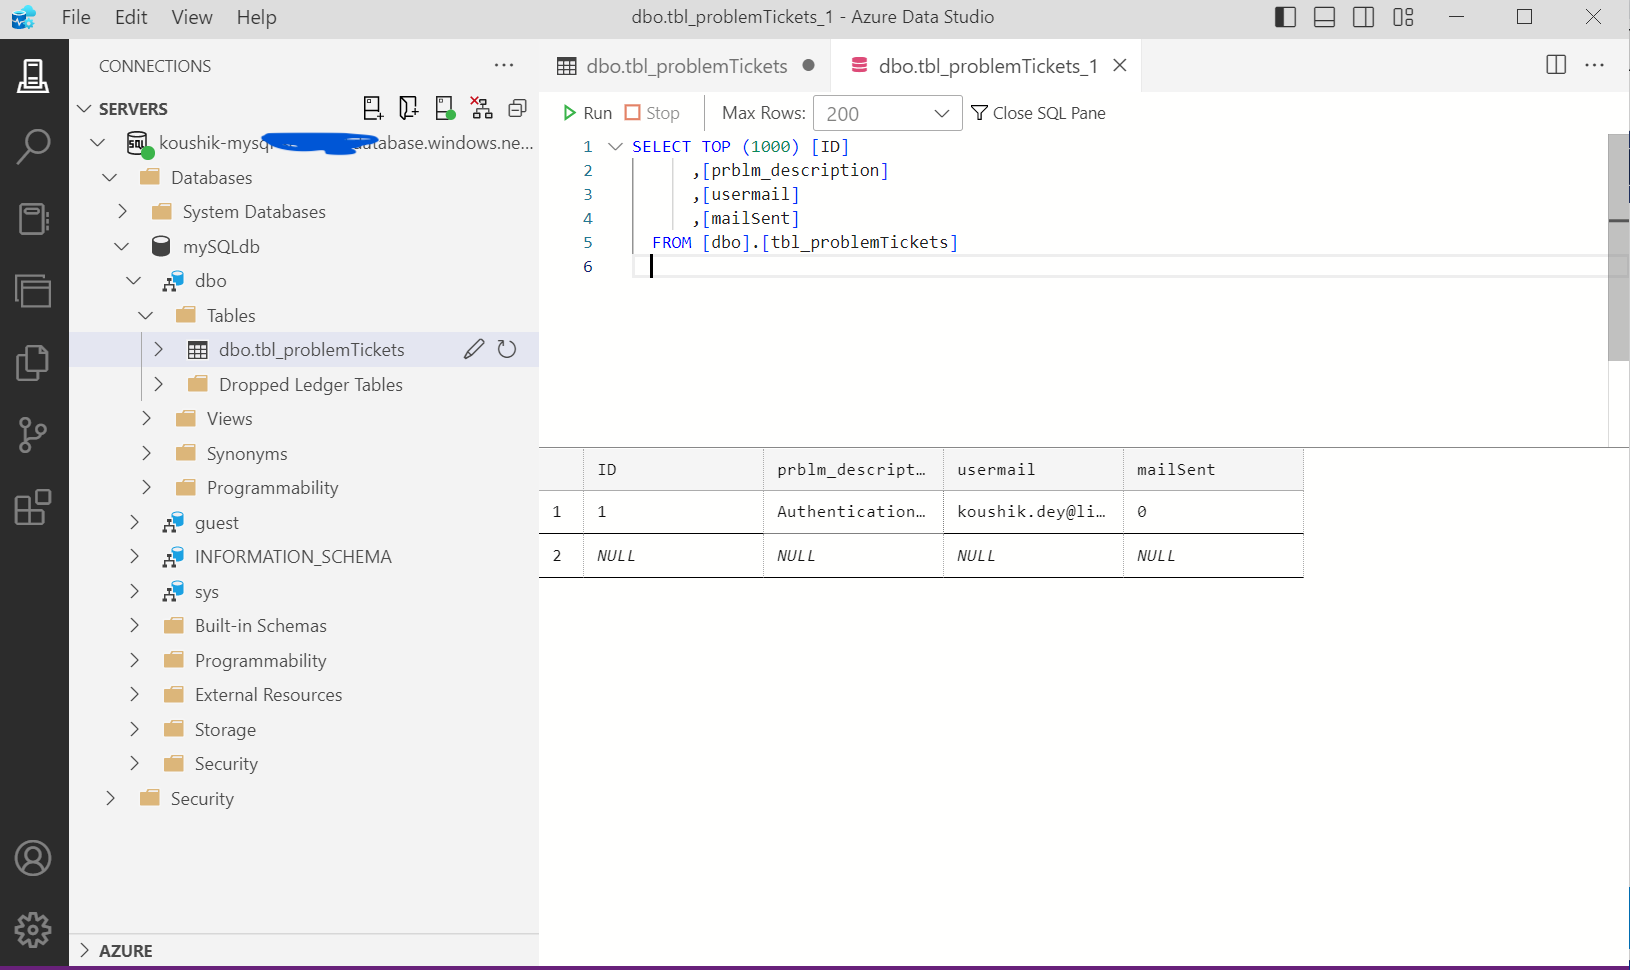 File Edit View Help
dbo.tbl_problemTickets_1 - Azure Data Studio
CONNECTIONS
SERVERS
koushik-mysq atabase.windows.ne...
Databases
System Databases
mySQLdb
dbo
Tables
dbo.tbl_problemTickets
Dropped Ledger Tables
Views
Synonyms
Programmability
guest
INFORMATION_SCHEMA
sys
Built-in Schemas
Programmability
External Resources
Storage
Security
Security
AZURE
dbo.tbl_problemTickets
dbo.tbl_problemTickets_1
Run Stop Max Rows: 200 Close SQL Pane
1 SELECT TOP (1000) [ID]
2 ,[prblm_description]
3 ,[usermail]
4 ,[mailSent]
5 FROM [dbo].[tbl_problemTickets]
6
ID prblm_descript... usermail mailSent
1 1 Authentication... koushik.dey@li... 0
2 NULL NULL NULL NULL